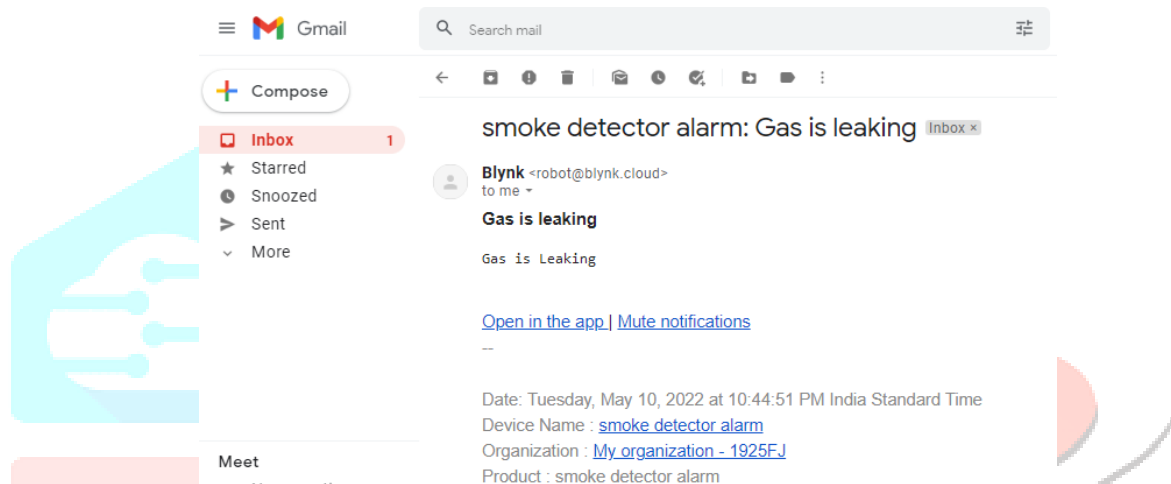 Gmail
Search mail
Compose
Inbox 1
Starred
Snoozed
Sent
More
Meet
smoke detector alarm: Gas is leaking Inbox ×
Blynk <robot@blynk.cloud>
to me
Gas is leaking
Gas is Leaking
Open in the app | Mute notifications
--
Date: Tuesday, May 10, 2022 at 10:44:51 PM India Standard Time
Device Name : smoke detector alarm
Organization : My organization - 1925FJ
Product : smoke detector alarm